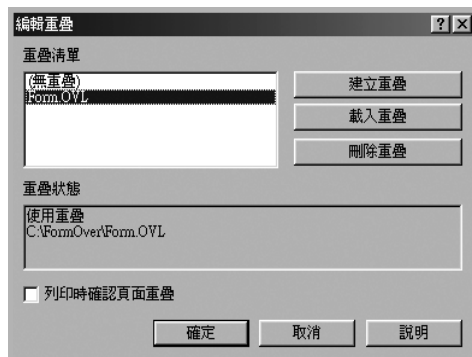 編輯重疊
重疊清單
(無重疊)
Form.OVL
建立重疊
載入重疊
刪除重疊
重疊狀態
使用重疊
C:\FormOver\Form.OVL
列印時確認頁面重疊
確定
取消
說明